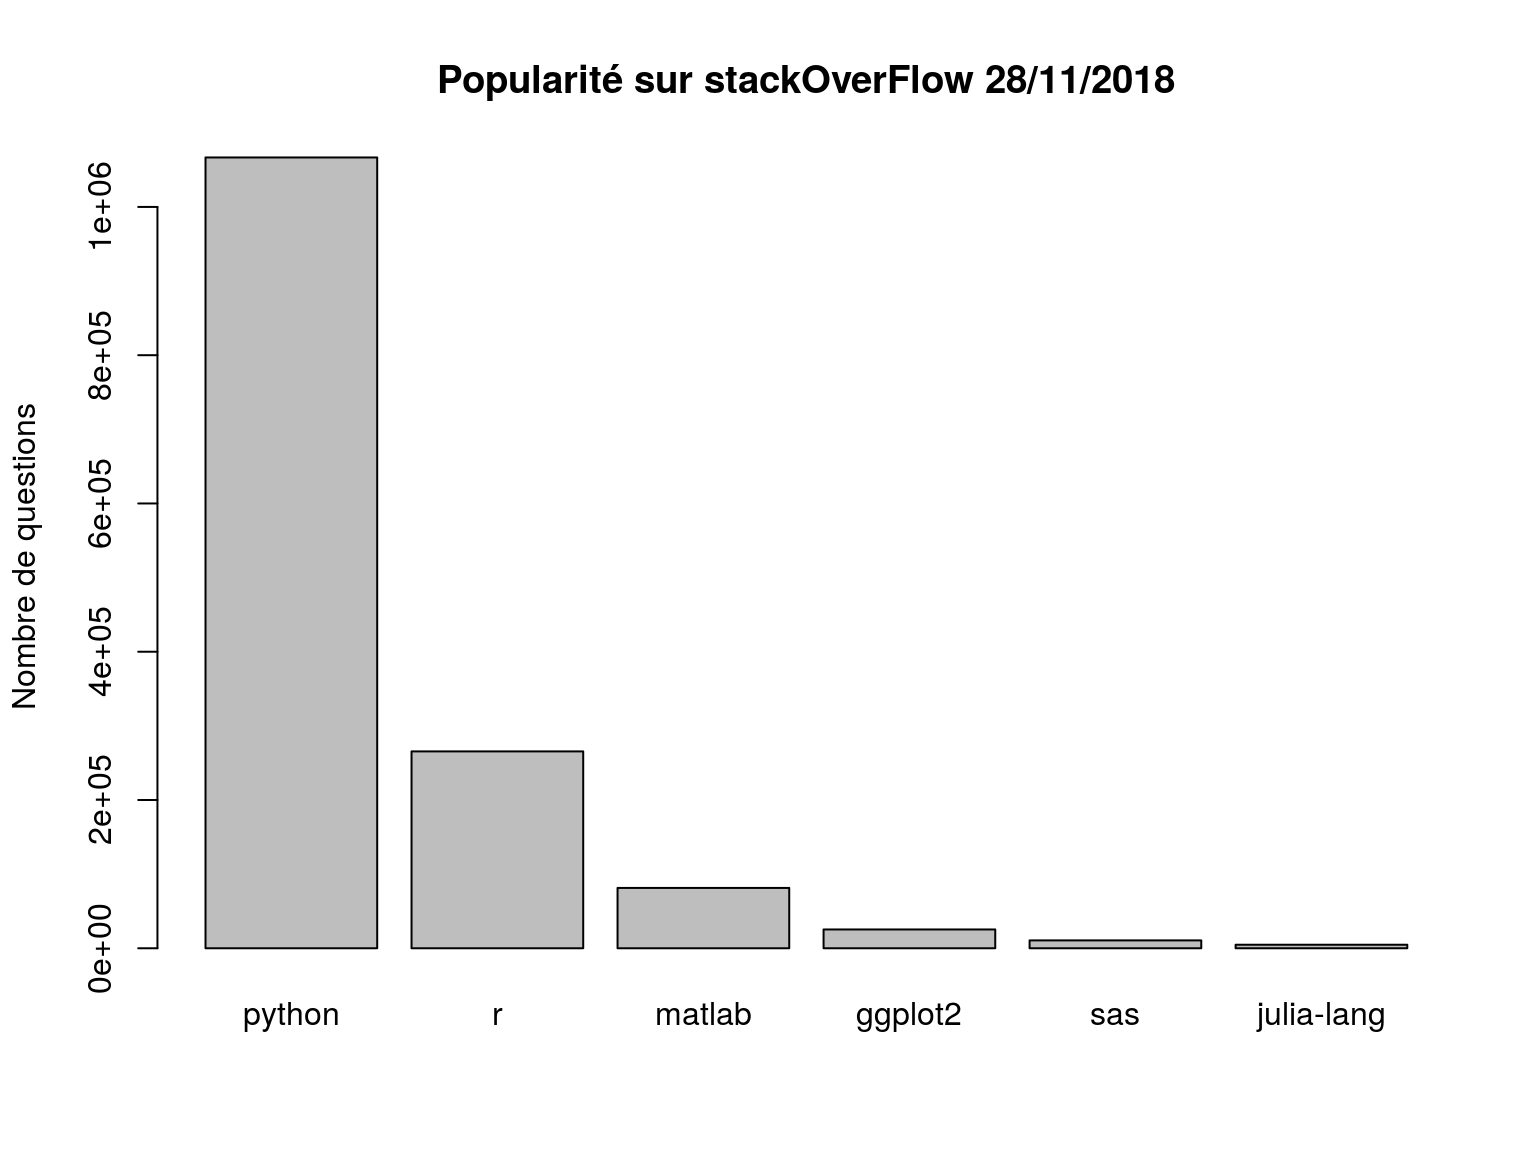 Popularité sur stackOverFlow 28/11/2018
Nombre de questions
1e+06
8e+05
6e+05
4e+05
2e+05
0e+00
python
r
matlab
ggplot2
sas
julia-lang